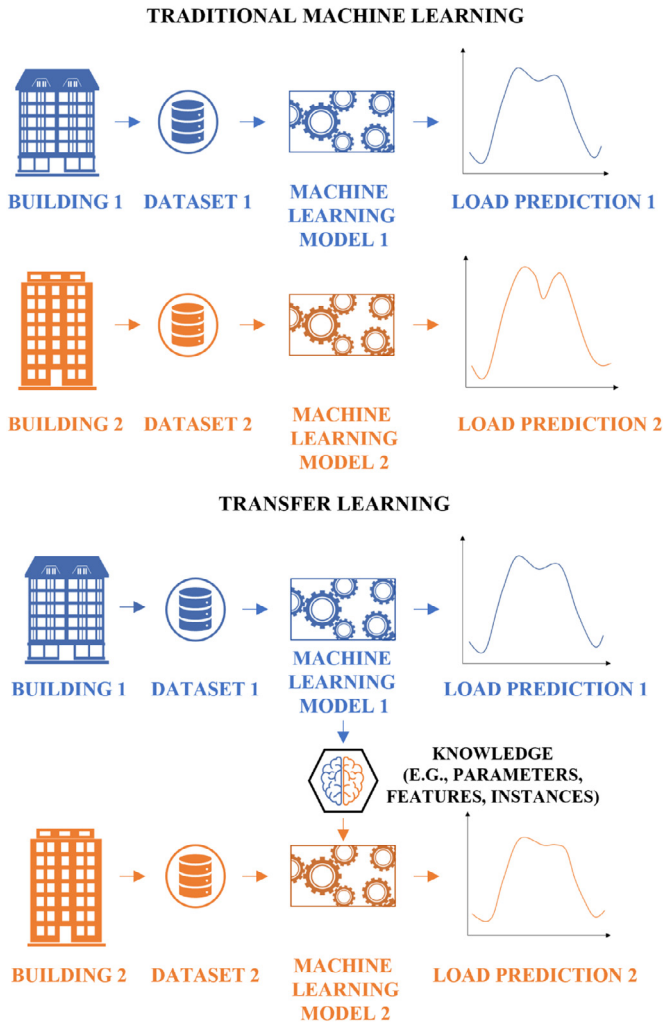 TRADITIONAL MACHINE LEARNING
BUILDING 1
DATASET 1
MACHINE
LEARNING
MODEL 1
LOAD PREDICTION 1
BUILDING 2
DATASET 2
MACHINE
LEARNING
MODEL 2
LOAD PREDICTION 2
TRANSFER LEARNING
BUILDING 1
DATASET 1
MACHINE
LEARNING
MODEL 1
LOAD PREDICTION 1
KNOWLEDGE
(E.G., PARAMETERS,
FEATURES, INSTANCES)
BUILDING 2
DATASET 2
MACHINE
LEARNING
MODEL 2
LOAD PREDICTION 2